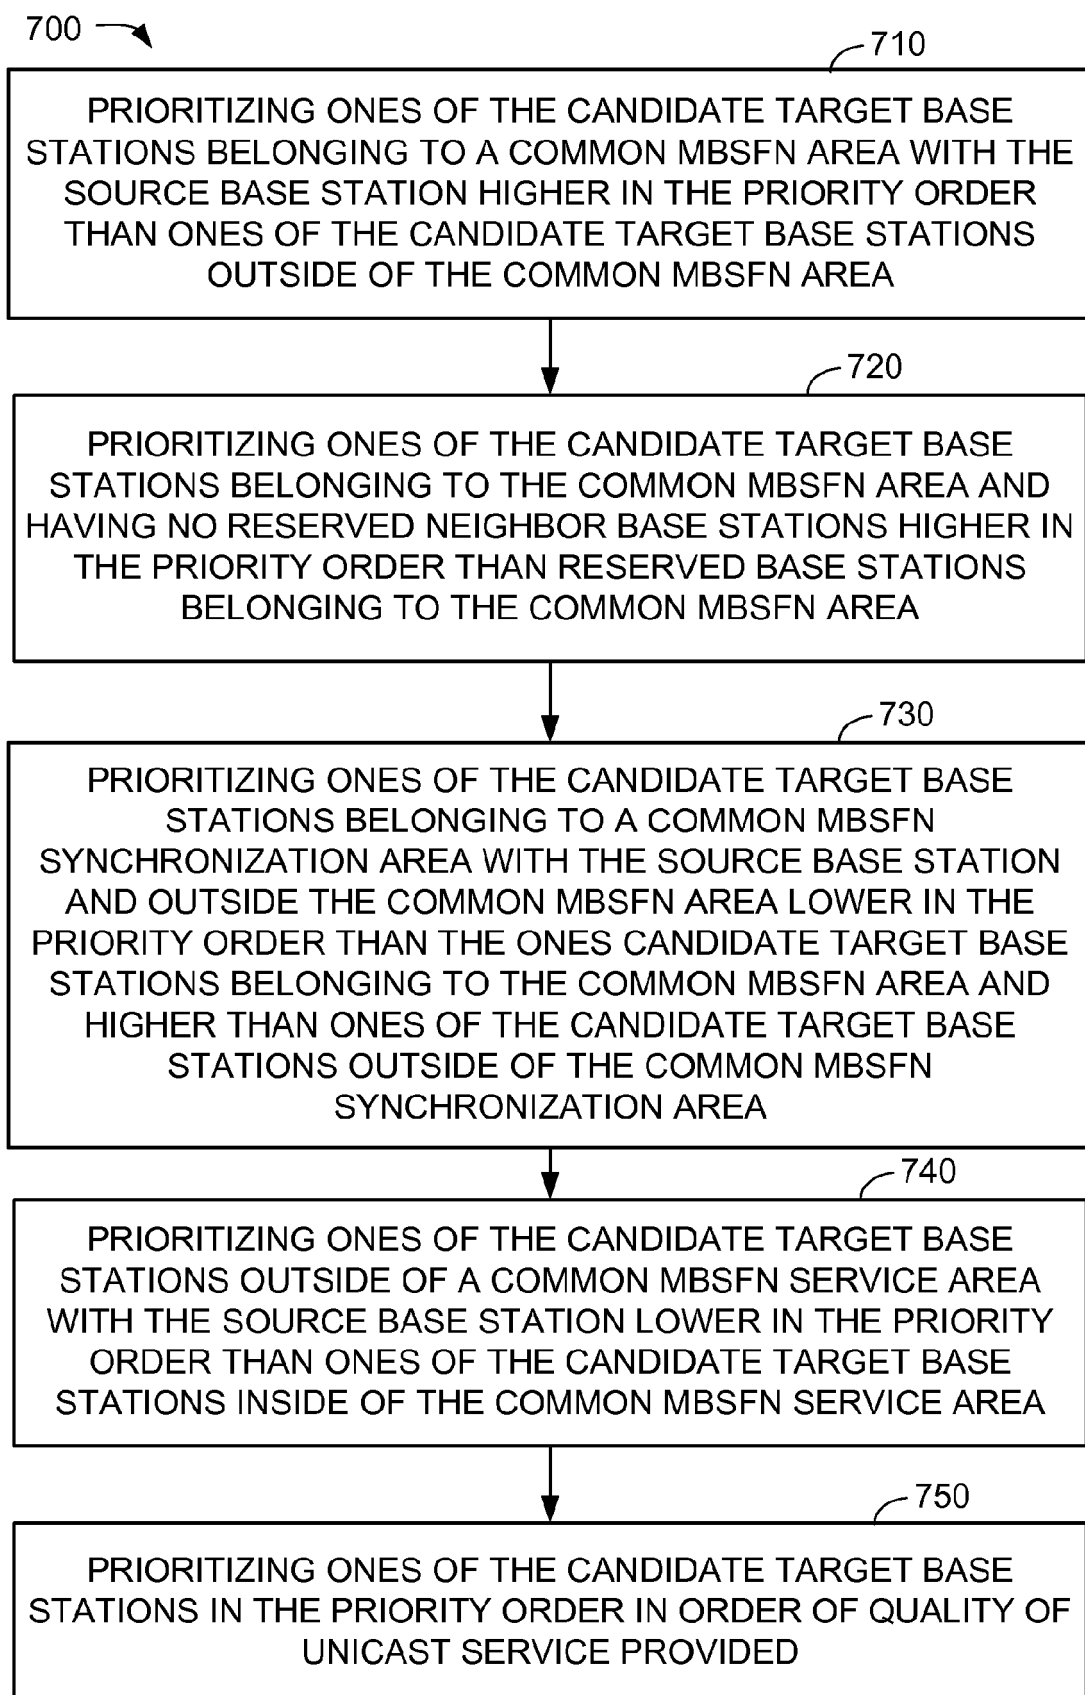 700
710
PRIORITIZING ONES OF THE CANDIDATE TARGET BASE
STATIONS BELONGING TO A COMMON MBSFN AREA WITH THE
SOURCE BASE STATION HIGHER IN THE PRIORITY ORDER
THAN ONES OF THE CANDIDATE TARGET BASE STATIONS
OUTSIDE OF THE COMMON MBSFN AREA
720
PRIORITIZING ONES OF THE CANDIDATE TARGET BASE
STATIONS BELONGING TO THE COMMON MBSFN AREA AND
HAVING NO RESERVED NEIGHBOR BASE STATIONS HIGHER IN
THE PRIORITY ORDER THAN RESERVED BASE STATIONS
BELONGING TO THE COMMON MBSFN AREA
730
PRIORITIZING ONES OF THE CANDIDATE TARGET BASE
STATIONS BELONGING TO A COMMON MBSFN
SYNCHRONIZATION AREA WITH THE SOURCE BASE STATION
AND OUTSIDE THE COMMON MBSFN AREA LOWER IN THE
PRIORITY ORDER THAN THE ONES CANDIDATE TARGET BASE
STATIONS BELONGING TO THE COMMON MBSFN AREA AND
HIGHER THAN ONES OF THE CANDIDATE TARGET BASE
STATIONS OUTSIDE OF THE COMMON MBSFN
SYNCHRONIZATION AREA
740
PRIORITIZING ONES OF THE CANDIDATE TARGET BASE
STATIONS OUTSIDE OF A COMMON MBSFN SERVICE AREA
WITH THE SOURCE BASE STATION LOWER IN THE PRIORITY
ORDER THAN ONES OF THE CANDIDATE TARGET BASE
STATIONS INSIDE OF THE COMMON MBSFN SERVICE AREA
750
PRIORITIZING ONES OF THE CANDIDATE TARGET BASE
STATIONS IN THE PRIORITY ORDER IN ORDER OF QUALITY OF
UNICAST SERVICE PROVIDED